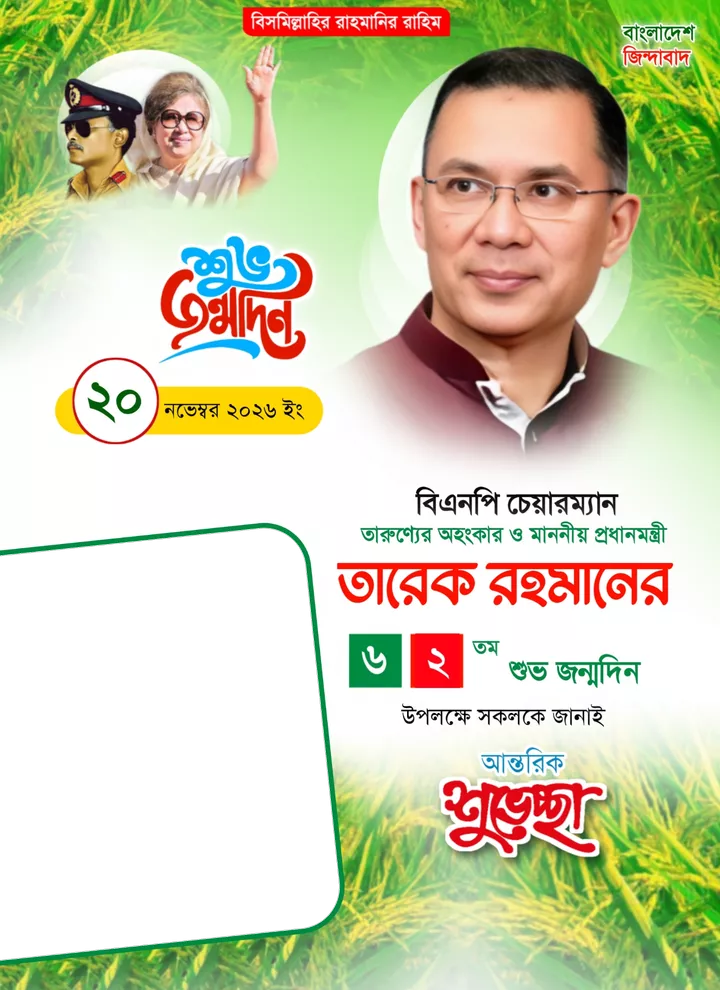 বিসমিল্লাহির রাহমানির রাহিম
বাংলাদেশ
জিন্দাবাদ
শুভ
জন্মদিন
২০
নভেম্বর ২০২৬ ইং
বিএনপি চেয়ারম্যান
তারুণ্যের অহংকার ও মাননীয় প্রধানমন্ত্রী
তারেক রহমানের
৬ ২ তম
শুভ জন্মদিন
উপলক্ষে সকলকে জানাই
আন্তরিক
শুভেচ্ছা